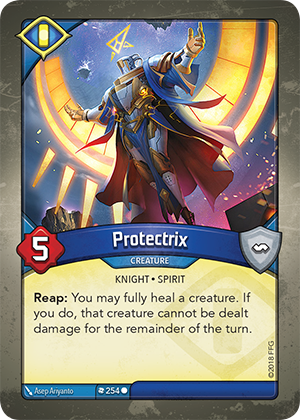 Protectrix
CREATURE
5
KNIGHT • SPIRIT
Reap: You may fully heal a creature. If
you do, that creature cannot be dealt
damage for the remainder of the turn.
©2018 FFG
Asep Ariyanto
254